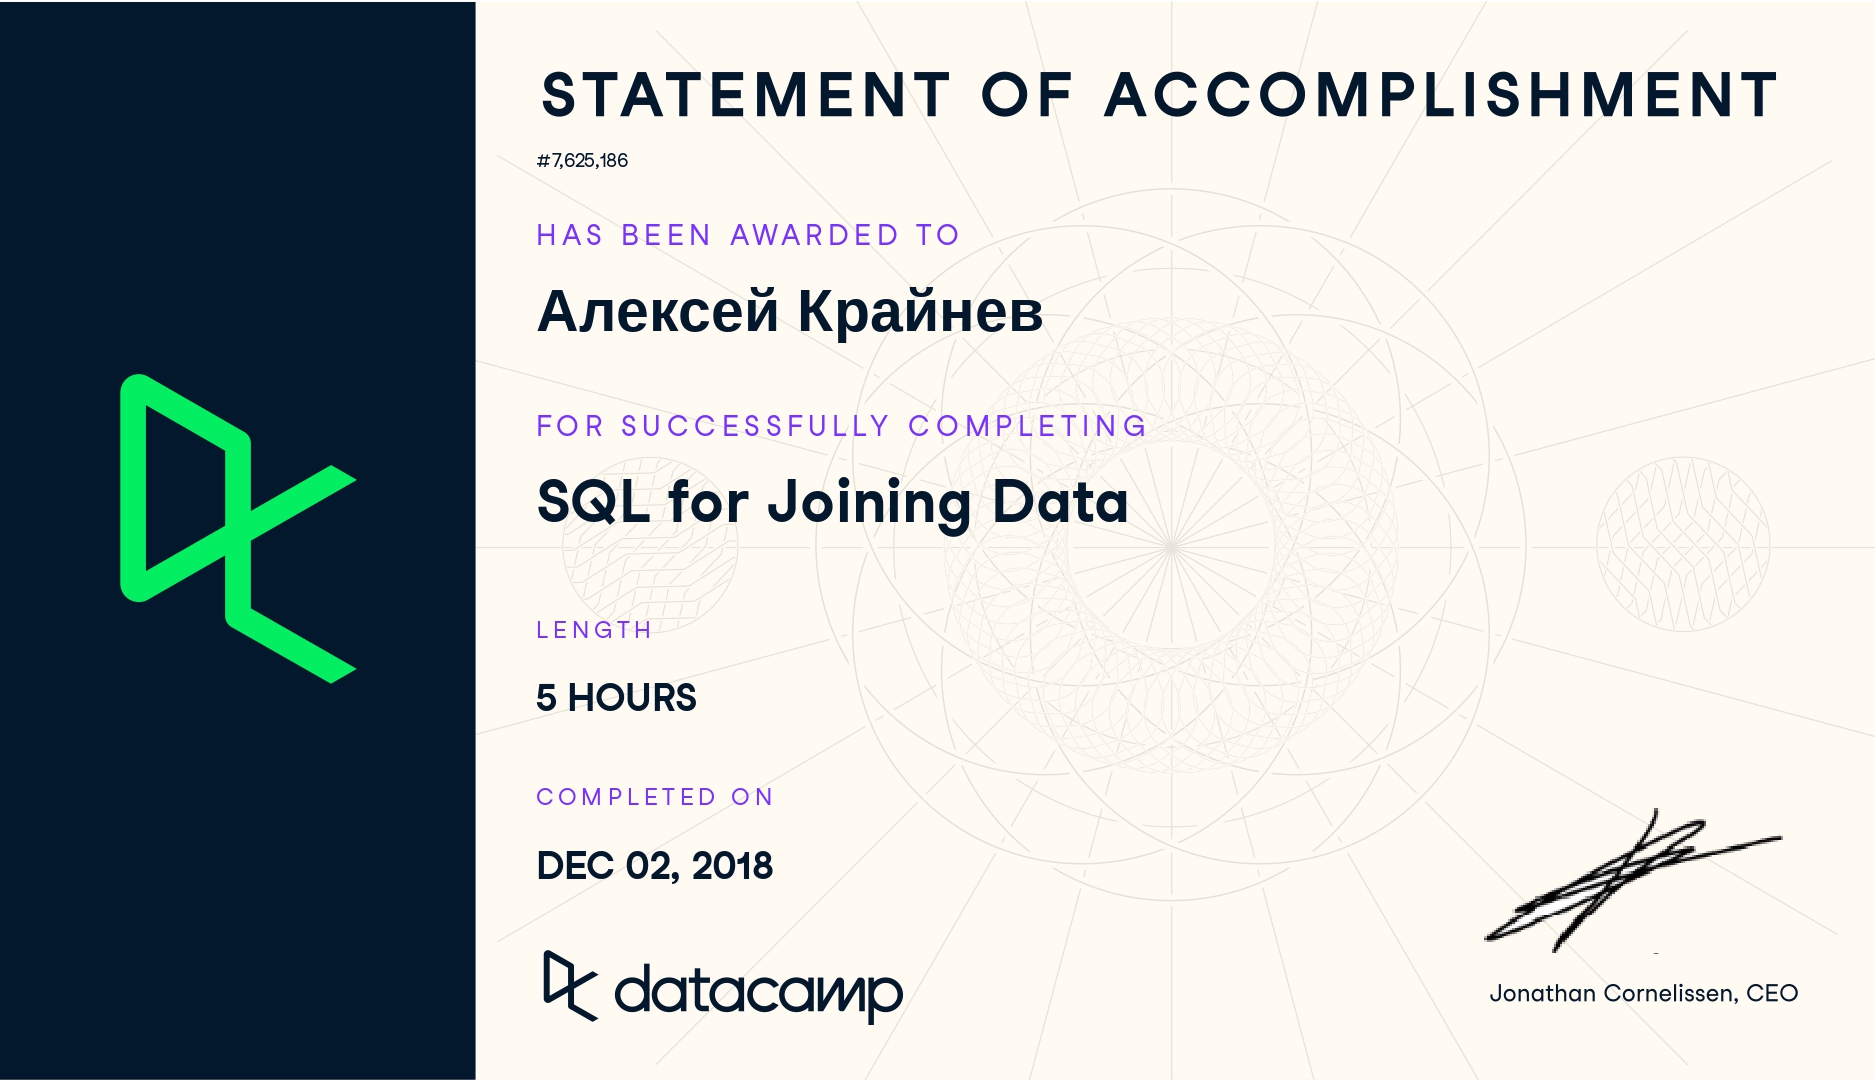 STATEMENT OF ACCOMPLISHMENT
#7,625,186
HAS BEEN AWARDED TO
Алексей Крайнев
FOR SUCCESSFULLY COMPLETING
SQL for Joining Data
LENGTH
5 HOURS
COMPLETED ON
DEC 02, 2018
datacamp
Jonathan Cornelissen, CEO